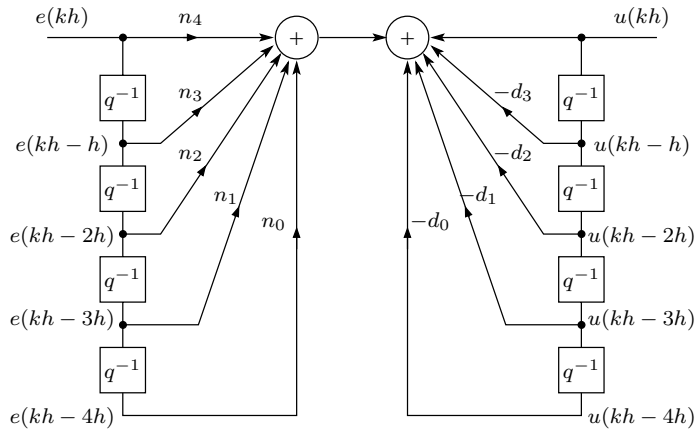 e(kh) n₄ + + u(kh)
q⁻¹ n₃ −d₃ q⁻¹
e(kh − h) n₂ −d₂ u(kh − h)
q⁻¹ n₁ −d₁ q⁻¹
e(kh − 2h) n₀ −d₀ u(kh − 2h)
q⁻¹ q⁻¹
e(kh − 3h) u(kh − 3h)
q⁻¹ q⁻¹
e(kh − 4h) u(kh − 4h)